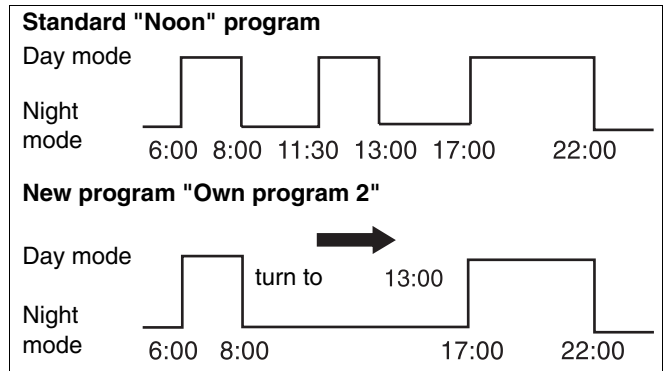 Standard "Noon" program
Day mode
Night
mode
6:00 8:00 11:30 13:00 17:00 22:00
New program "Own program 2"
Day mode
turn to 13:00
Night
mode
6:00 8:00 17:00 22:00